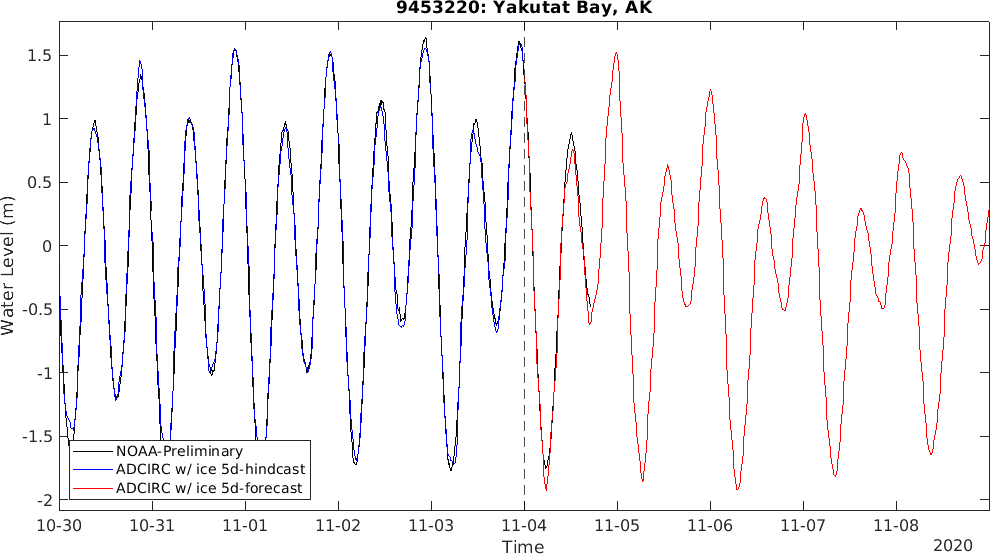 9453220: Yakutat Bay, AK
Water Level (m)
1.5
1
0.5
0
-0.5
-1
-1.5
-2
NOAA-Preliminary
ADCIRC w/ ice 5d-hindcast
ADCIRC w/ ice 5d-forecast
10-30 10-31 11-01 11-02 11-03 11-04 11-05 11-06 11-07 11-08
Time
2020